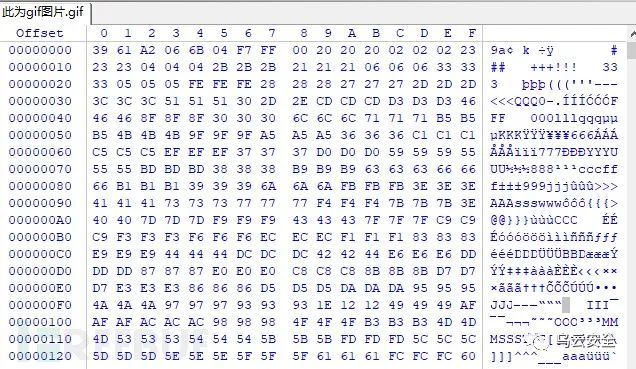 此为gif图片.gif
Offset 0 1 2 3 4 5 6 7 8 9 A B C D E F
00000000 39 61 A2 06 6B 04 F7 FF 00 20 20 20 02 02 02 23 9a¢ k ÷ÿ #
00000010 23 23 04 04 04 2B 2B 2B 21 21 21 06 06 06 33 33 ## +++!!! 33
00000020 33 05 05 05 FE FE FE 28 28 28 27 27 27 2D 2D 2D 3 þþþ((('''---
00000030 3C 3C 3C 51 51 51 30 2D 2E CD CD CD D3 D3 D3 46 <<<QQQ0-.ÍÍÍÓÓÓF
00000040 46 46 8F 8F 8F 30 30 30 6C 6C 6C 71 71 71 B5 B5 FF 000lllqqqµµ
00000050 B5 4B 4B 4B 9F 9F 9F A5 A5 A5 36 36 36 C1 C1 C1 µKKKŸŸŸ¥¥¥666ÁÁÁ
00000060 C5 C5 C5 EF EF EF 37 37 37 D0 D0 D0 59 59 59 55 ÅÅÅïïï777ÐÐÐYYYU
00000070 55 55 BD BD BD 38 38 38 B9 B9 B9 63 63 63 66 66 UU½½½888¹¹¹cccff
00000080 66 B1 B1 B1 39 39 39 6A 6A 6A FB FB FB 3E 3E 3E f±±±999jjjûûû>>>
00000090 41 41 41 73 73 73 77 77 77 F4 F4 F4 7B 7B 7B 3E AAAssswwwôôô{{{>
000000A0 40 40 7D 7D 7D F9 F9 F9 43 43 43 7F 7F 7F C9 C9 @@}}}ùùùCCC ÉÉ
000000B0 C9 F3 F3 F3 F6 F6 F6 EC EC EC F1 F1 F1 83 83 83 Éóóóöööìììñññƒƒƒ
000000C0 E9 E9 E9 44 44 44 DC DC DC 42 42 44 E6 E6 E6 DD éééDDDÜÜÜBBDæææÝ
000000D0 DD DD 87 87 87 E0 E0 E0 C8 C8 C8 8B 8B 8B D7 D7 ÝÝ‡‡‡àààÈÈÈ‹‹‹××
000000E0 D7 E3 E3 E3 86 86 86 D5 D5 D5 DA DA DA 95 95 95 ×ããã†††ÕÕÕÚÚÚ•••
000000F0 4A 4A 4A 97 97 97 93 93 93 1E 12 12 49 49 49 AF JJJ———“““ III¯
00000100 AF AF AC AC AC 98 98 98 4F 4F 4F B3 B3 B3 4D 4D ¯¯¬¬¬˜˜˜OOO³³³MM
00000110 4D 53 53 53 54 54 54 5B 5B 5B FD FD FD 5C 5C 5C MSSS
00000120 5D 5D 5D 5E 5E 5E 5F 5F 5F 61 61 61 FC FC FC 60 ]]]^^^___aaaüüü`
乌云安全